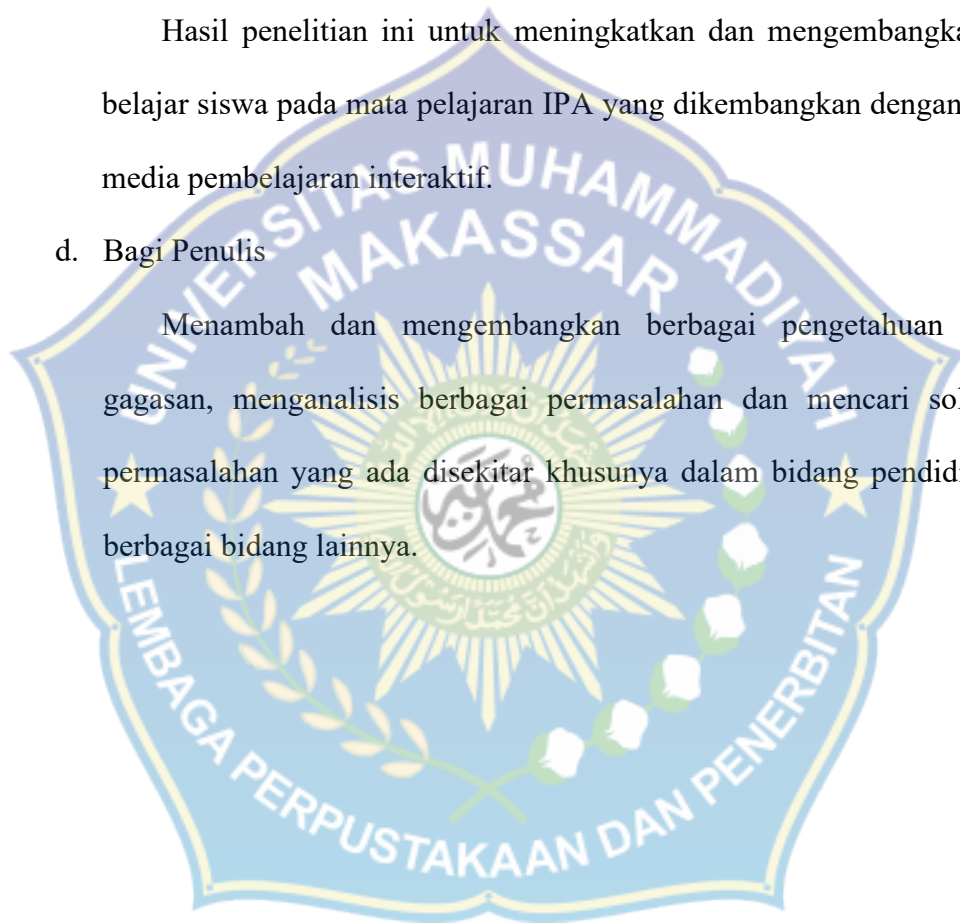 Hasil penelitian ini untuk meningkatkan dan mengembangka
belajar siswa pada mata pelajaran IPA yang dikembangkan dengan
media pembelajaran interaktif.
d. Bagi Penulis
Menambah dan mengembangkan berbagai pengetahuan
gagasan, menganalisis berbagai permasalahan dan mencari sol
permasalahan yang ada disekitar khusunya dalam bidang pendidi
berbagai bidang lainnya.
UNIVERSITAS MUHAMMADIYAH
MAKASSAR
محمدية
LEMBAGA PERPUSTAKAAN DAN PENERBITAN